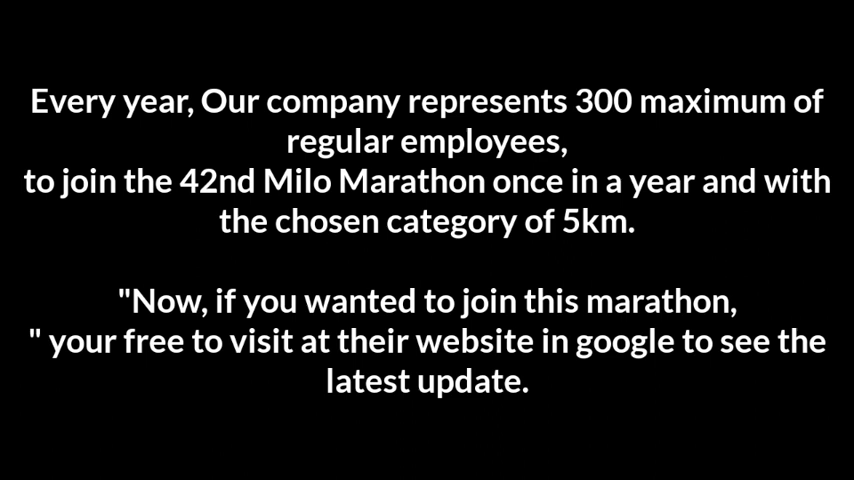 Every year, Our company represents 300 maximum of
regular employees,
to join the 42nd Milo Marathon once in a year and with
the chosen category of 5km.
"Now, if you wanted to join this marathon,
" your free to visit at their website in google to see the
latest update.